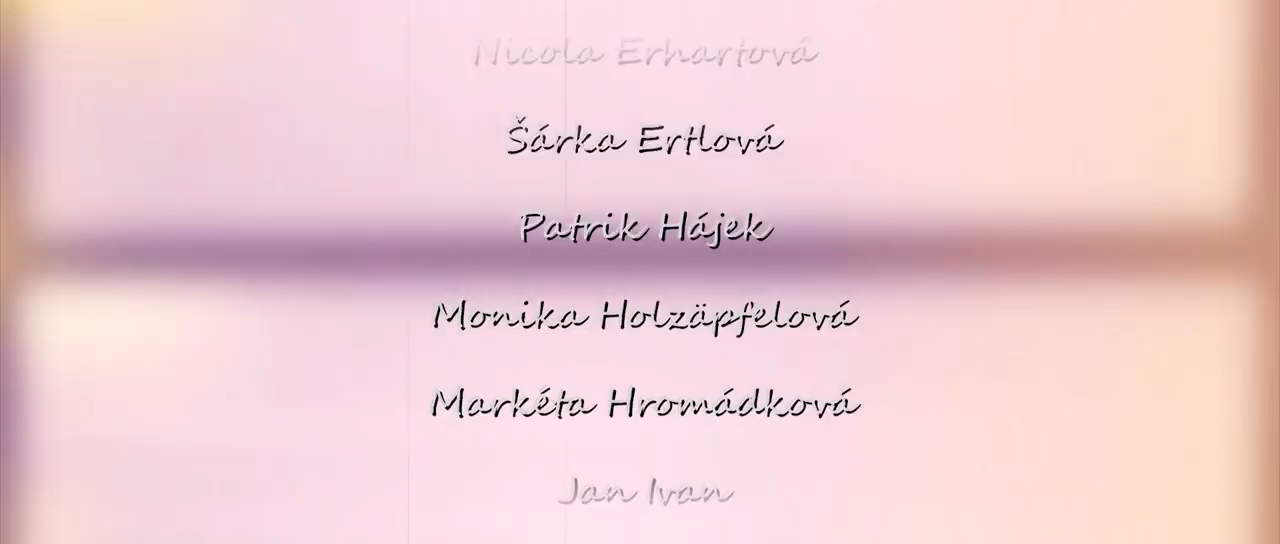 Nicola Erhartová
Šárka Ertlová
Patrik Hájek
Monika Holzäpfelová
Markéta Hromádková
Jan Ivan